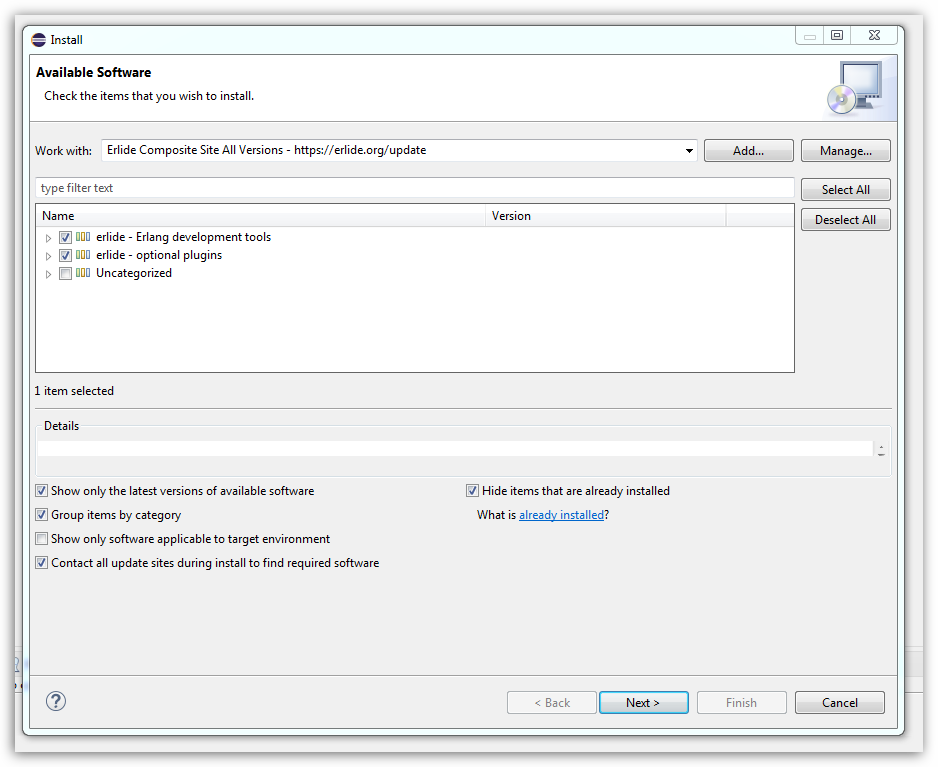 Install
Available Software
Check the items that you wish to install.
Work with: Erlide Composite Site All Versions - https://erlide.org/update Add... Manage...
type filter text Select All
Name Version Deselect All
erlide - Erlang development tools
erlide - optional plugins
Uncategorized
1 item selected
Details
Show only the latest versions of available software Hide items that are already installed
Group items by category What is already installed?
Show only software applicable to target environment
Contact all update sites during install to find required software
? < Back Next > Finish Cancel